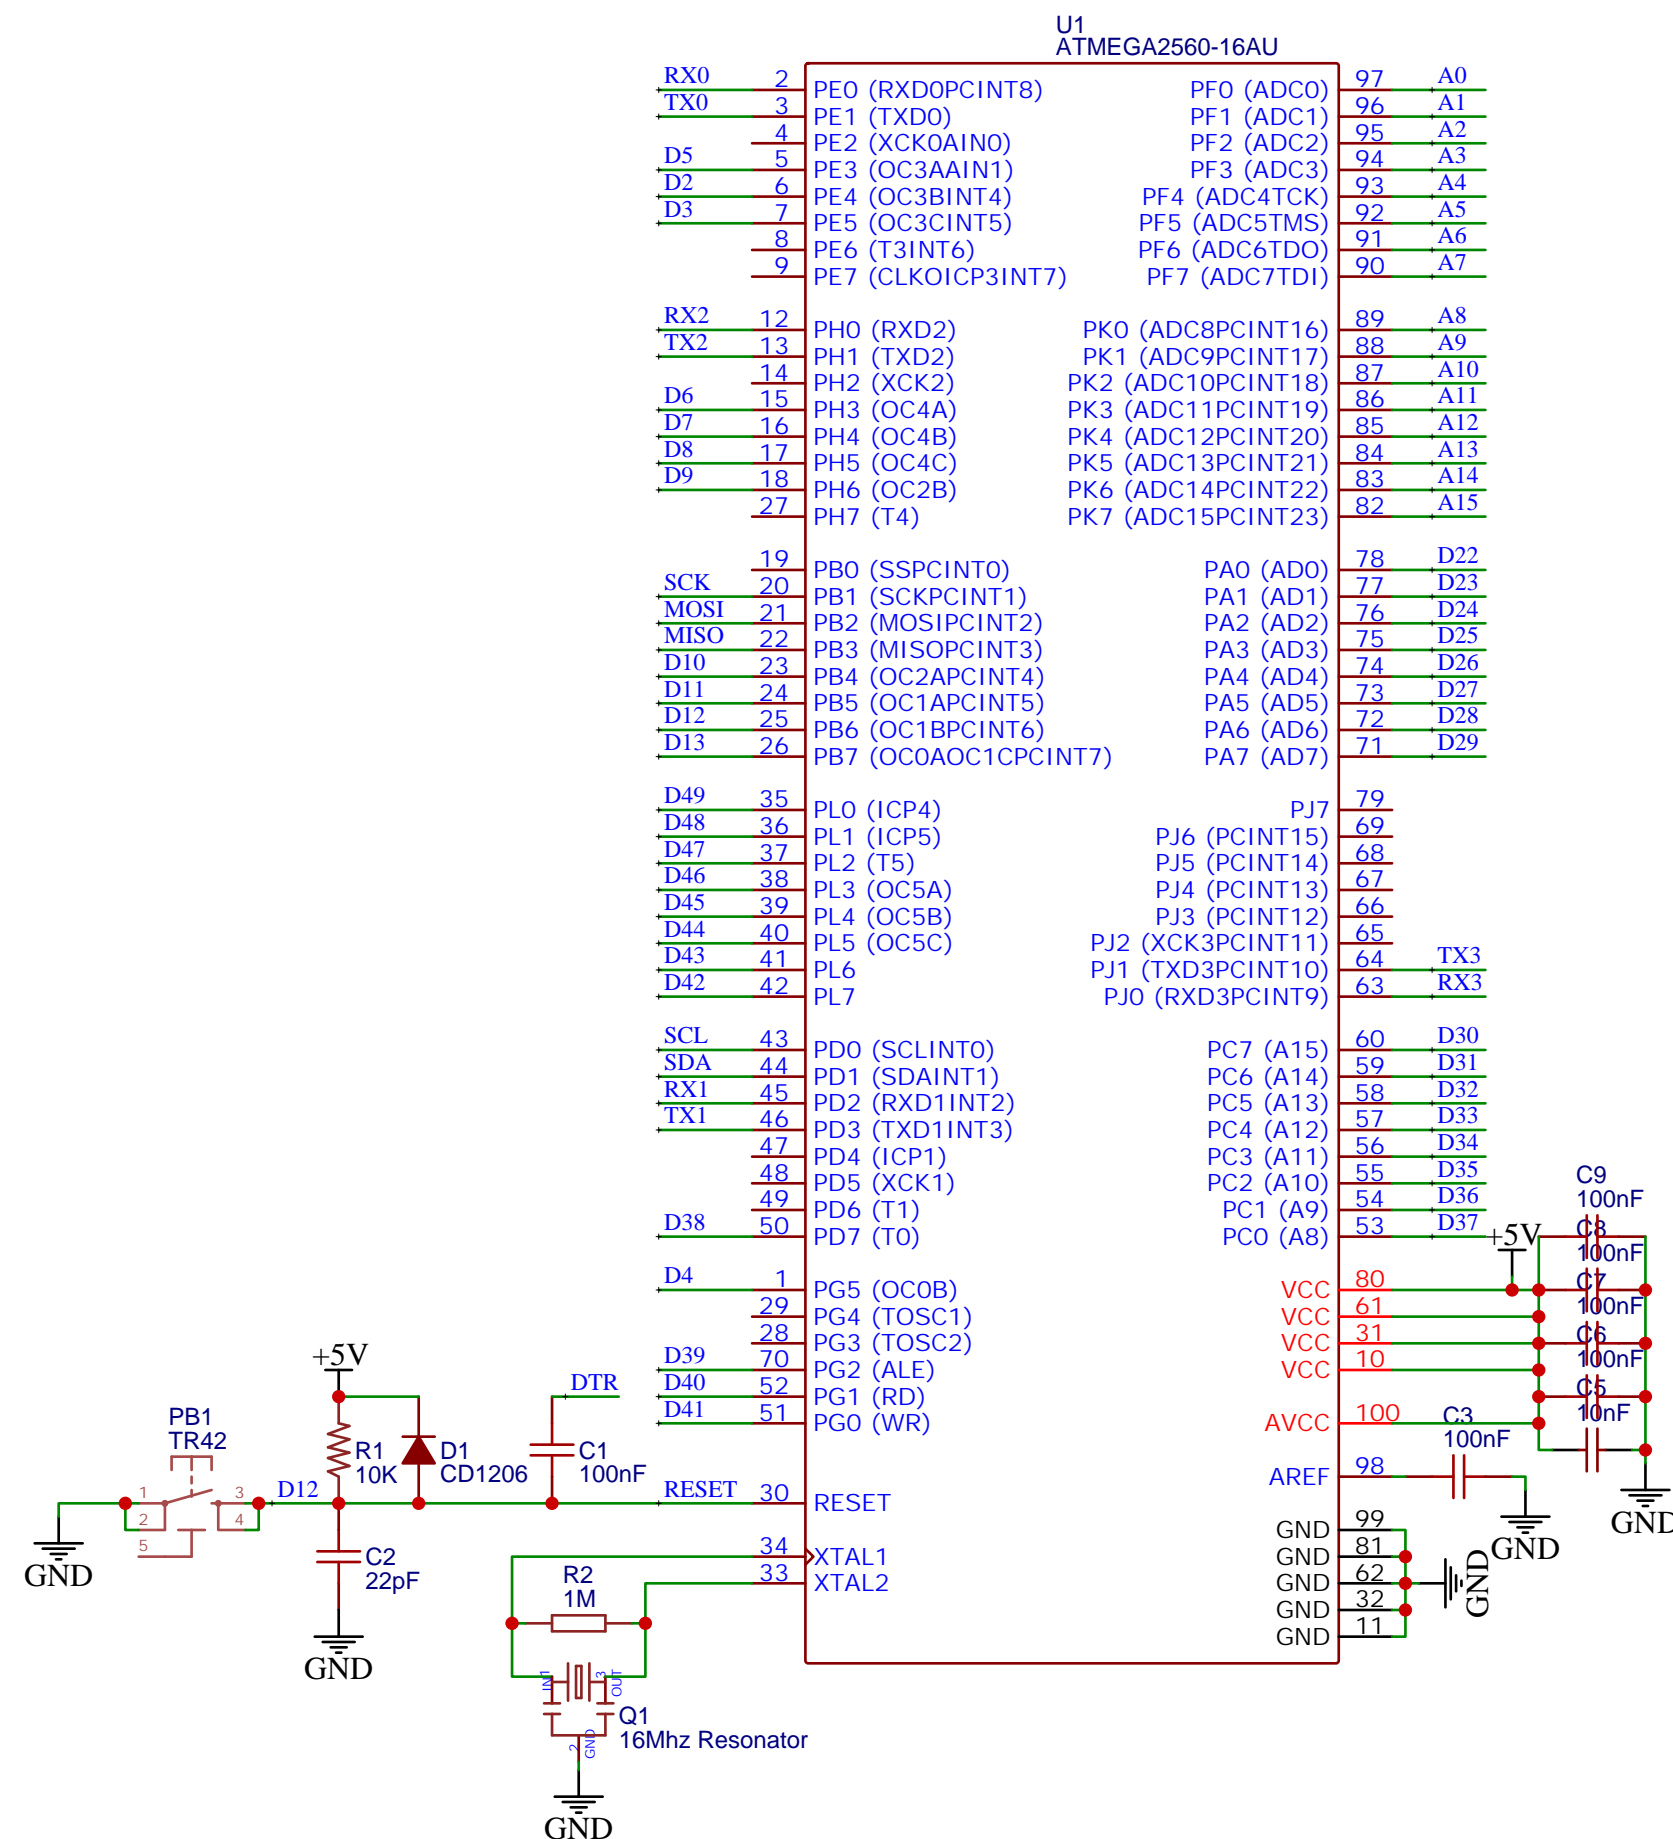 U1
ATMEGA2560-16AU
RX0 2 PE0 (RXD0PCINT8) PF0 (ADC0) 97 A0
TX0 3 PE1 (TXD0) PF1 (ADC1) 96 A1
4 PE2 (XCK0AIN0) PF2 (ADC2) 95 A2
D5 5 PE3 (OC3AAIN1) PF3 (ADC3) 94 A3
D2 6 PE4 (OC3BINT4) PF4 (ADC4TCK) 93 A4
D3 7 PE5 (OC3CINT5) PF5 (ADC5TMS) 92 A5
8 PE6 (T3INT6) PF6 (ADC6TDO) 91 A6
9 PE7 (CLKOICP3INT7) PF7 (ADC7TDI) 90 A7
RX2 12 PH0 (RXD2) PK0 (ADC8PCINT16) 89 A8
TX2 13 PH1 (TXD2) PK1 (ADC9PCINT17) 88 A9
14 PH2 (XCK2) PK2 (ADC10PCINT18) 87 A10
D6 15 PH3 (OC4A) PK3 (ADC11PCINT19) 86 A11
D7 16 PH4 (OC4B) PK4 (ADC12PCINT20) 85 A12
D8 17 PH5 (OC4C) PK5 (ADC13PCINT21) 84 A13
D9 18 PH6 (OC2B) PK6 (ADC14PCINT22) 83 A14
27 PH7 (T4) PK7 (ADC15PCINT23) 82 A15
19 PB0 (SSPCINT0) PA0 (AD0) 78 D22
SCK 20 PB1 (SCKPCINT1) PA1 (AD1) 77 D23
MOSI 21 PB2 (MOSIPCINT2) PA2 (AD2) 76 D24
MISO 22 PB3 (MISOPCINT3) PA3 (AD3) 75 D25
D10 23 PB4 (OC2APCINT4) PA4 (AD4) 74 D26
D11 24 PB5 (OC1APCINT5) PA5 (AD5) 73 D27
D12 25 PB6 (OC1BPCINT6) PA6 (AD6) 72 D28
D13 26 PB7 (OC0AOC1CPCINT7) PA7 (AD7) 71 D29
D49 35 PL0 (ICP4) PJ7 79
D48 36 PL1 (ICP5) PJ6 (PCINT15) 69
D47 37 PL2 (T5) PJ5 (PCINT14) 68
D46 38 PL3 (OC5A) PJ4 (PCINT13) 67
D45 39 PL4 (OC5B) PJ3 (PCINT12) 66
D44 40 PL5 (OC5C) PJ2 (XCK3PCINT11) 65
D43 41 PL6 PJ1 (TXD3PCINT10) 64 TX3
D42 42 PL7 PJ0 (RXD3PCINT9) 63 RX3
SCL 43 PD0 (SCLINT0) PC7 (A15) 60 D30
SDA 44 PD1 (SDAINT1) PC6 (A14) 59 D31
RX1 45 PD2 (RXD1INT2) PC5 (A13) 58 D32
TX1 46 PD3 (TXD1INT3) PC4 (A12) 57 D33
47 PD4 (ICP1) PC3 (A11) 56 D34
48 PD5 (XCK1) PC2 (A10) 55 D35
49 PD6 (T1) PC1 (A9) 54 D36
D38 50 PD7 (T0) PC0 (A8) 53 D37
C9
100nF
+5V
C8
100nF
D4 1 PG5 (OC0B) VCC 80
C7
100nF
29 PG4 (TOSC1) VCC 61
28 PG3 (TOSC2) VCC 31
C6
100nF
D39 70 PG2 (ALE) VCC 10
D40 52 PG1 (RD)
C5
10nF
D41 51 PG0 (WR) AVCC 100
C3
100nF
+5V
DTR
PB1
TR42
R1
10K
D1
CD1206
C1
100nF
AREF 98
1 3 D12
2 4
5
RESET 30 RESET
GND
GND
GND
GND 99
34 XTAL1 GND 81
33 XTAL2 GND 62
GND 32
GND 11
GND
C2
22pF
GND
R2
1M
IN 1
3 OUT
2 GND
Q1
16Mhz Resonator
GND